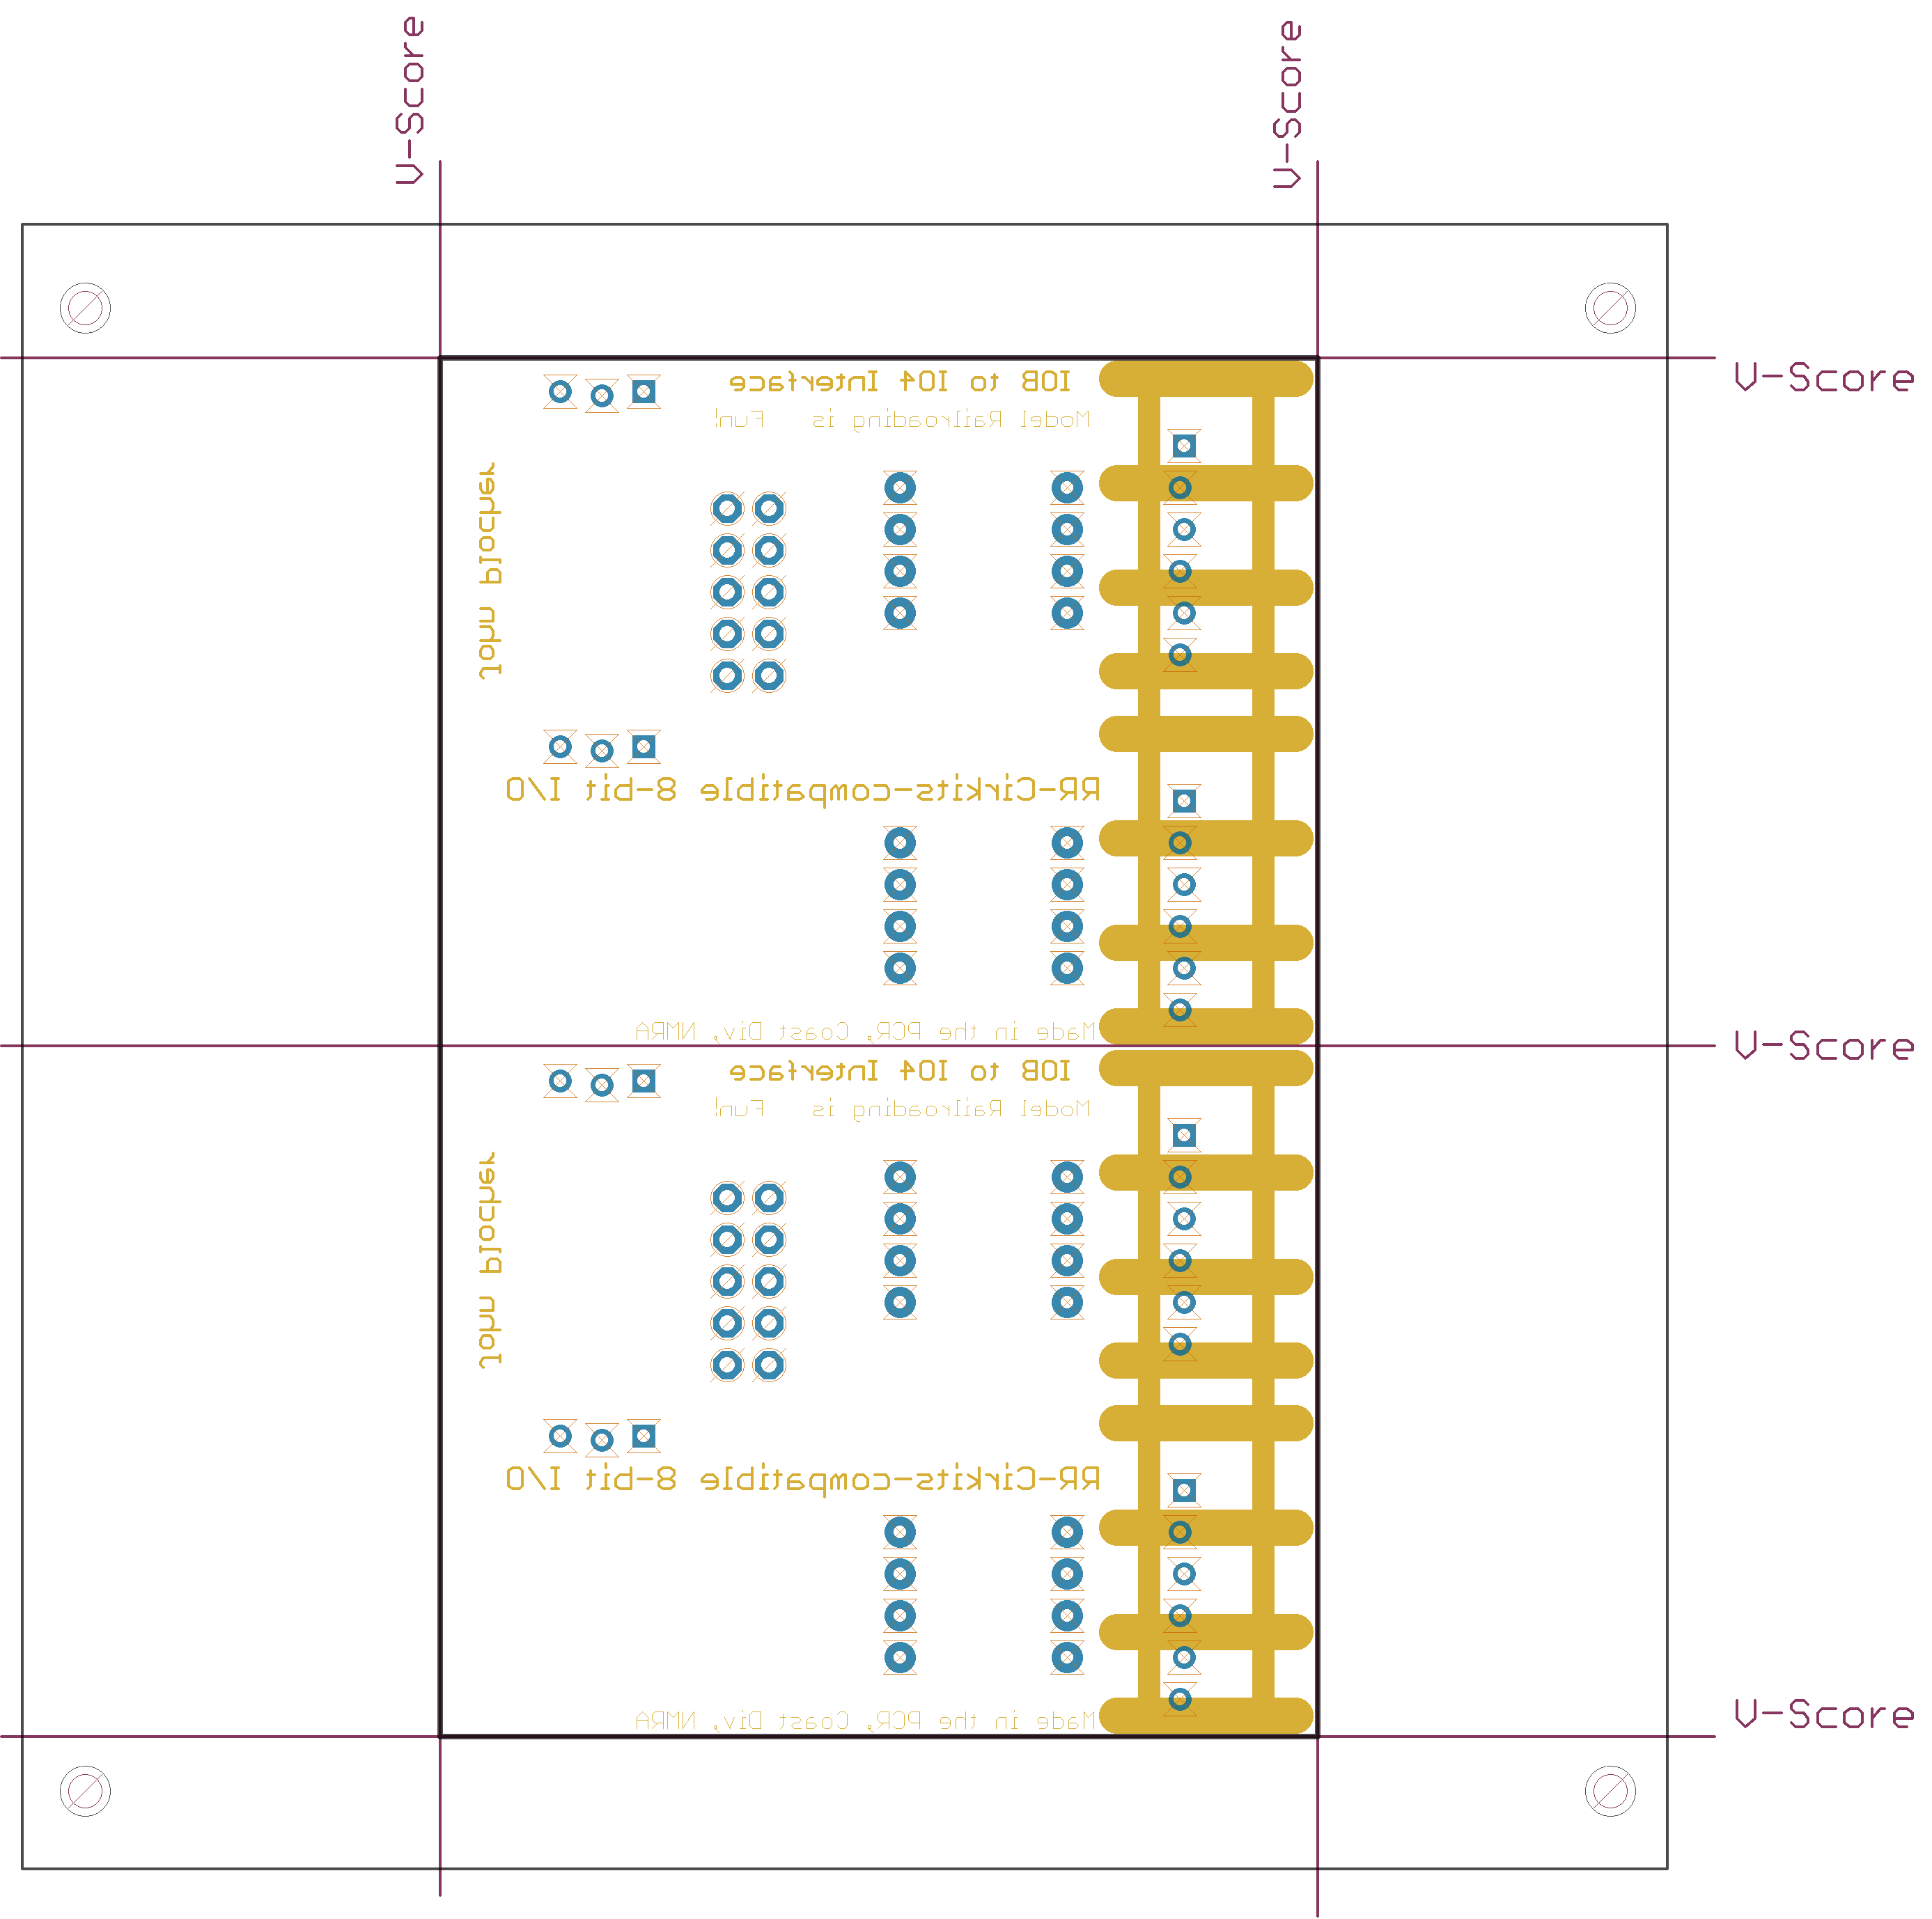 V-Score
V-Score
IOB to IO4 Interface
V-Score
Model Railroading is Fun!
John Plocher
RR-Cirkits-compatible 8-bit I/O
Made in the PCR, Coast Div, NMRA
V-Score
IOB to IO4 Interface
Model Railroading is Fun!
John Plocher
RR-Cirkits-compatible 8-bit I/O
Made in the PCR, Coast Div, NMRA
V-Score